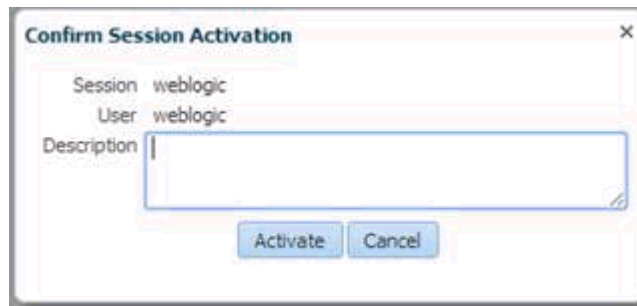 Confirm Session Activation
Session weblogic
User weblogic
Description
Activate Cancel